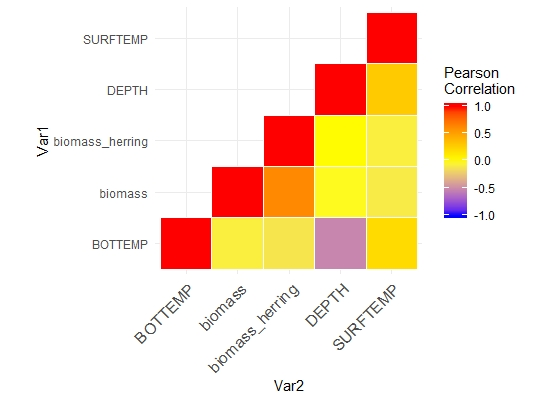 SURFTEMP
DEPTH
biomass_herring
biomass
BOTTEMP
Var1
BOTTEMP
biomass
biomass_herring
DEPTH
SURFTEMP
Var2
Pearson
Correlation
1.0
0.5
0.0
-0.5
-1.0